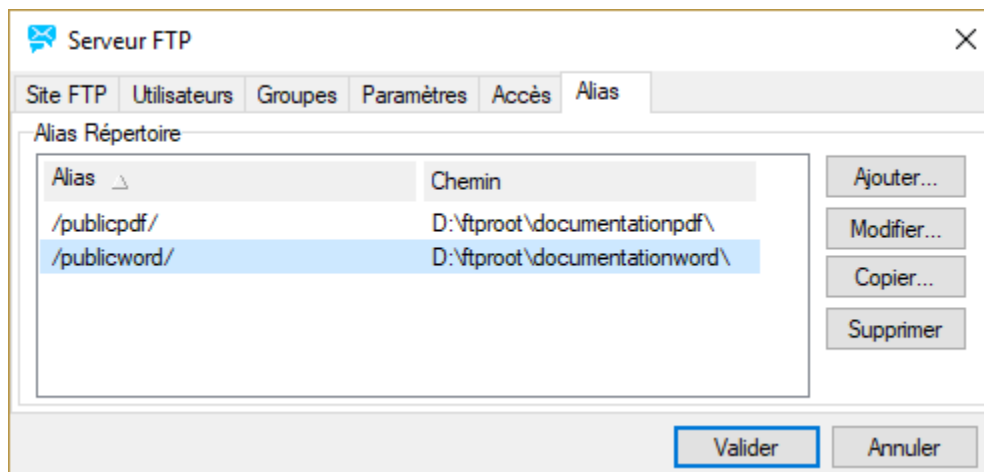 Serveur FTP
Site FTP Utilisateurs Groupes Paramètres Accès Alias
Alias Répertoire
Alias Chemin
/publicpdf/ D:\ftproot\documentationpdf\
/publicword/ D:\ftproot\documentationword\
Ajouter...
Modifier...
Copier...
Supprimer
Valider Annuler